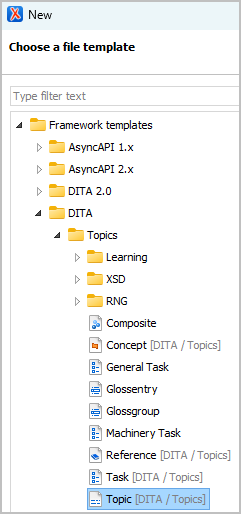 New
Choose a file template
Type filter text
Framework templates
AsyncAPI 1.x
AsyncAPI 2.x
DITA 2.0
DITA
Topics
Learning
XSD
RNG
Composite
Concept [DITA / Topics]
General Task
Glossentry
Glossgroup
Machinery Task
Reference [DITA / Topics]
Task [DITA / Topics]
Topic [DITA / Topics]